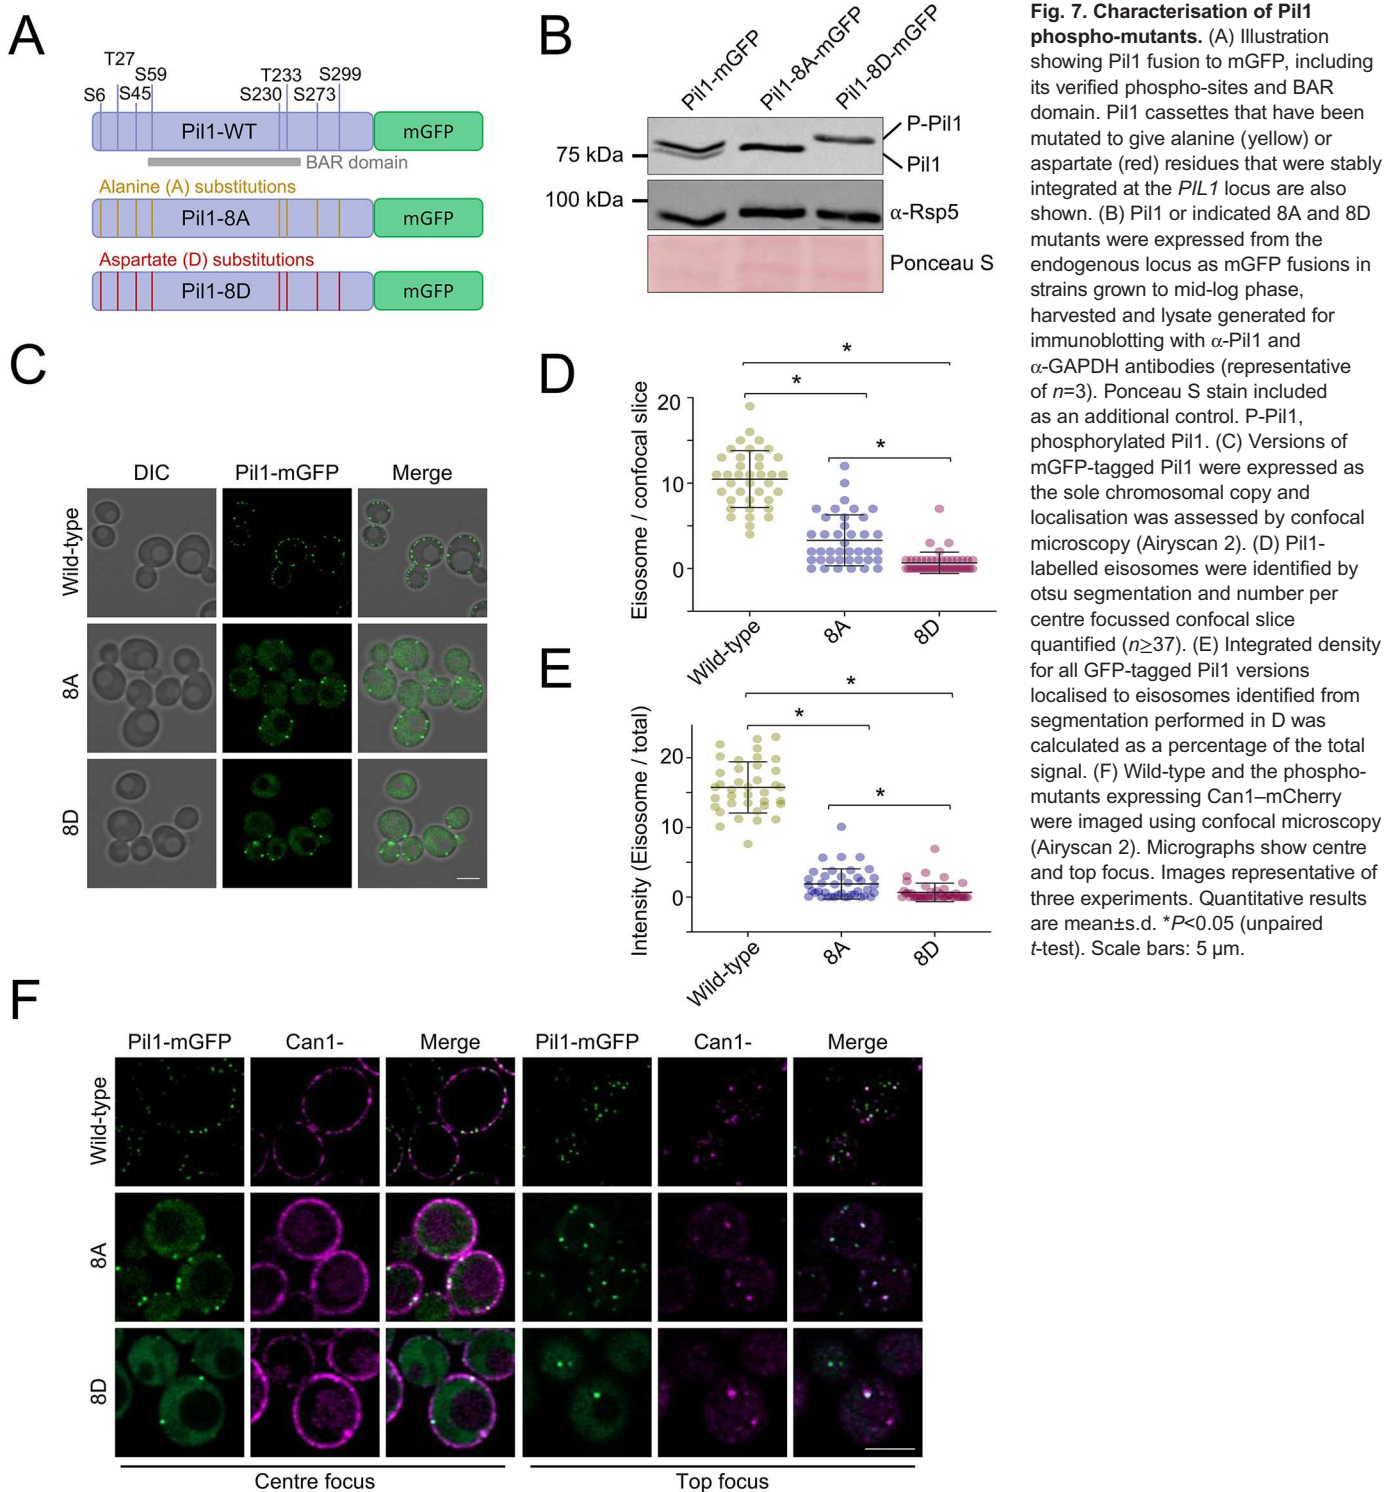 A
T27
S59
T233
S299
S6
S45
S230
S273
Pil1-WT
mGFP
BAR domain
Alanine (A) substitutions
Pil1-8A
mGFP
Aspartate (D) substitutions
Pil1-8D
mGFP
B
Pil1-mGFP
Pil1-8A-mGFP
Pil1-8D-mGFP
P-Pil1
75 kDa
Pil1
100 kDa
α-Rsp5
Ponceau S
C
DIC
Pil1-mGFP
Merge
Wild-type
8A
8D
D
Eisosome / confocal slice
20
10
0
*
*
*
Wild-type
8A
8D
E
Intensity (Eisosome / total)
20
10
0
*
*
*
Wild-type
8A
8D
F
Pil1-mGFP
Can1-
Merge
Pil1-mGFP
Can1-
Merge
Wild-type
8A
8D
Centre focus
Top focus
Fig. 7. Characterisation of Pil1
phospho-mutants. (A) Illustration
showing Pil1 fusion to mGFP, including
its verified phospho-sites and BAR
domain. Pil1 cassettes that have been
mutated to give alanine (yellow) or
aspartate (red) residues that were stably
integrated at the PIL1 locus are also
shown. (B) Pil1 or indicated 8A and 8D
mutants were expressed from the
endogenous locus as mGFP fusions in
strains grown to mid-log phase,
harvested and lysate generated for
immunoblotting with α-Pil1 and
α-GAPDH antibodies (representative
of n=3). Ponceau S stain included
as an additional control. P-Pil1,
phosphorylated Pil1. (C) Versions of
mGFP-tagged Pil1 were expressed as
the sole chromosomal copy and
localisation was assessed by confocal
microscopy (Airyscan 2). (D) Pil1-
labelled eisosomes were identified by
otsu segmentation and number per
centre focussed confocal slice
quantified (n≥37). (E) Integrated density
for all GFP-tagged Pil1 versions
localised to eisosomes identified from
segmentation performed in D was
calculated as a percentage of the total
signal. (F) Wild-type and the phospho-
mutants expressing Can1–mCherry
were imaged using confocal microscopy
(Airyscan 2). Micrographs show centre
and top focus. Images representative of
three experiments. Quantitative results
are mean±s.d. *P<0.05 (unpaired
t-test). Scale bars: 5 µm.